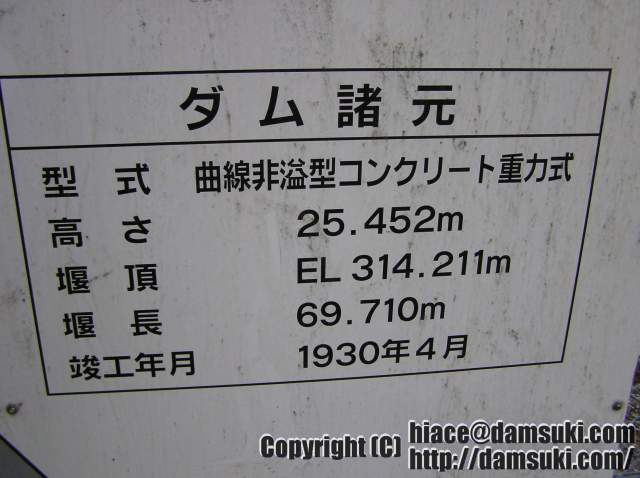 ダム諸元
型式 曲線非溢型コンクリート重力式
高さ 25.452m
堰頂 EL 314.211m
堰長 69.710m
竣工年月 1930年4月
Copyright (C) hiace@damsuki.com
http://damsuki.com/